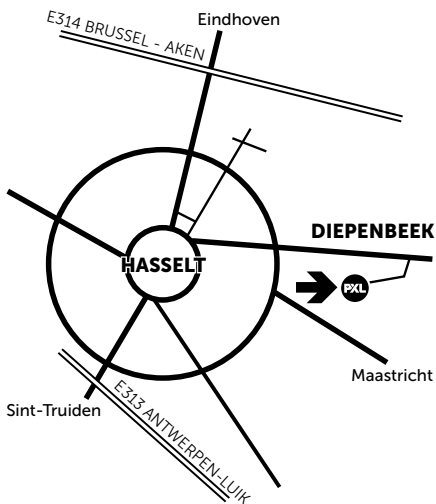 Eindhoven
E314 BRUSSEL - AKEN
DIEPENBEEK
HASSELT
PXL
Maastricht
Sint-Truiden
E313 ANTWERPEN-LUIK